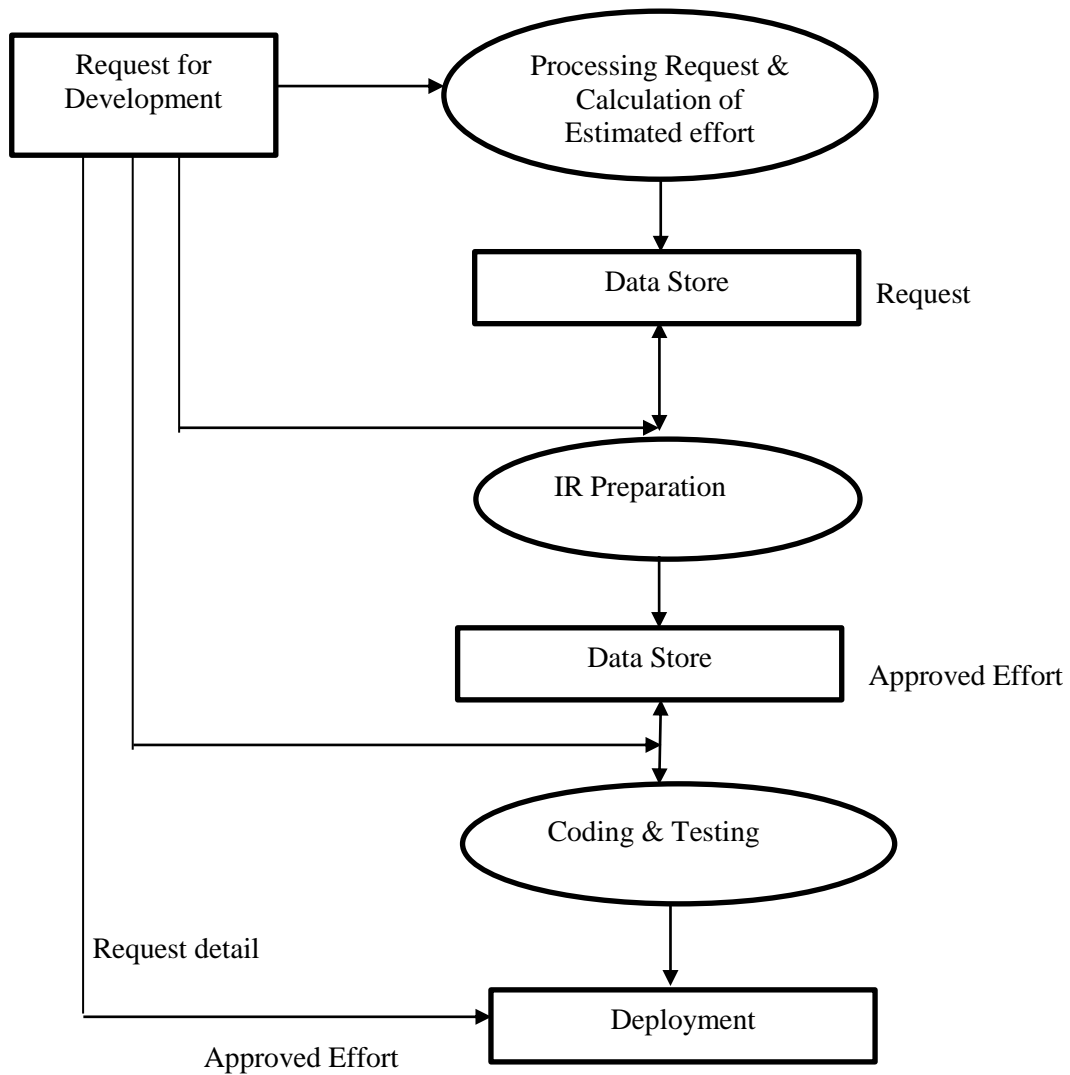 Request for
Development
Processing Request &
Calculation of
Estimated effort
Data Store
Request
IR Preparation
Data Store
Approved Effort
Coding & Testing
Request detail
Deployment
Approved Effort